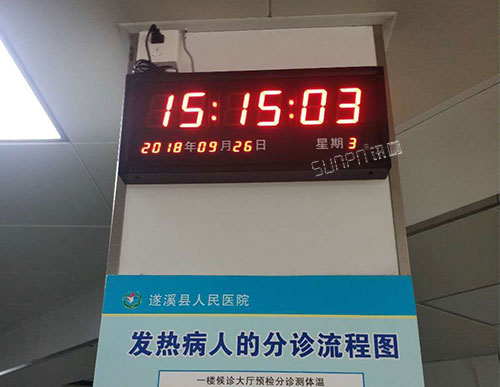 15:15:03
2018年09月26日 星期3
SUNPN讯鹏
遂溪县人民医院
发热病人的分诊流程图
一楼候诊大厅预检分诊测体温